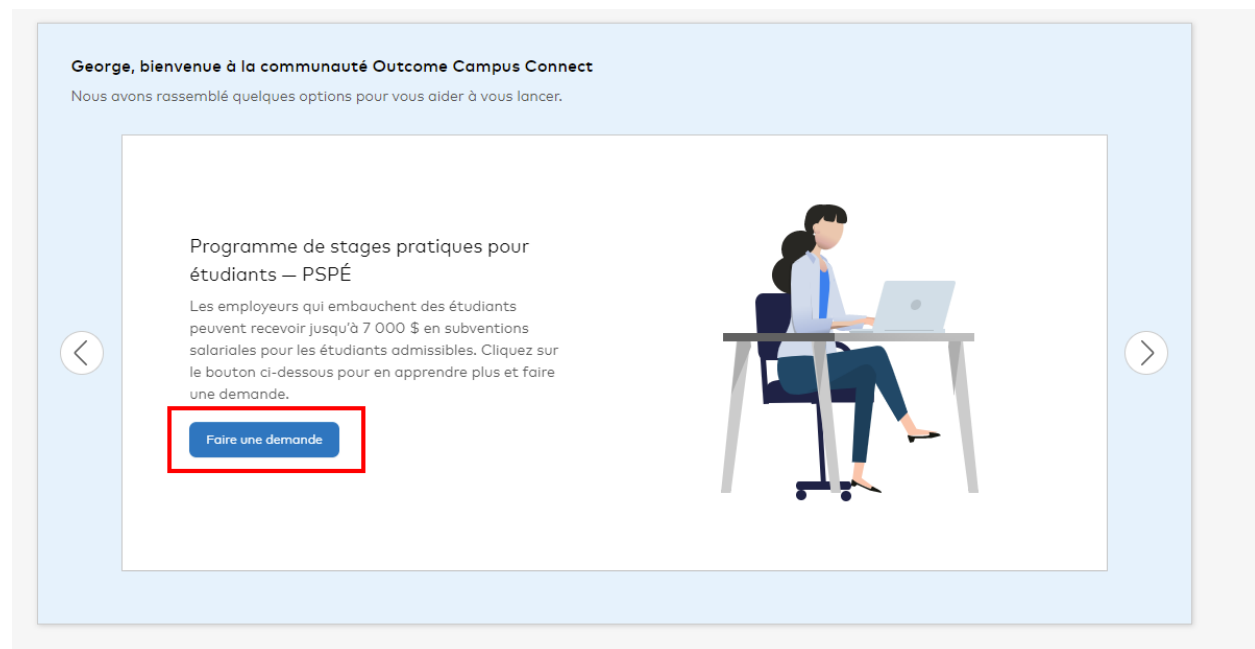 George, bienvenue à la communauté Outcome Campus Connect
Nous avons rassemblé quelques options pour vous aider à vous lancer.
Programme de stages pratiques pour
étudiants — PSPÉ
Les employeurs qui embauchent des étudiants
peuvent recevoir jusqu'à 7 000 $ en subventions
salariales pour les étudiants admissibles. Cliquez sur
le bouton ci-dessous pour en apprendre plus et faire
une demande.
Faire une demande